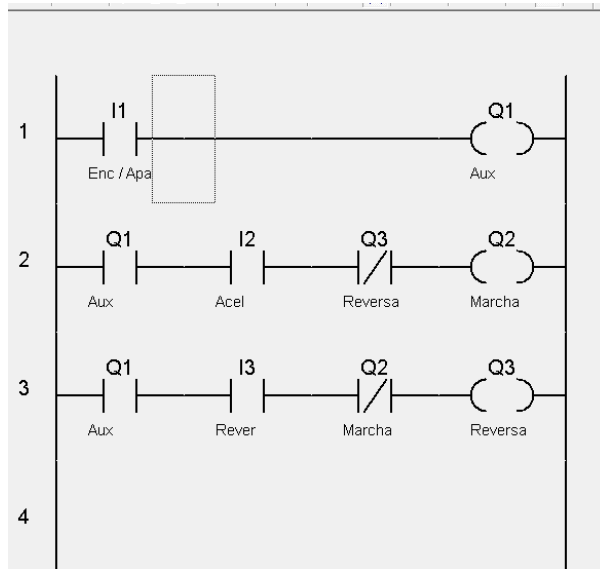 I1 Q1
1
Enc / Apa Aux
Q1 I2 Q3 Q2
2
Aux Acel Reversa Marcha
Q1 I3 Q2 Q3
3
Aux Rever Marcha Reversa
4